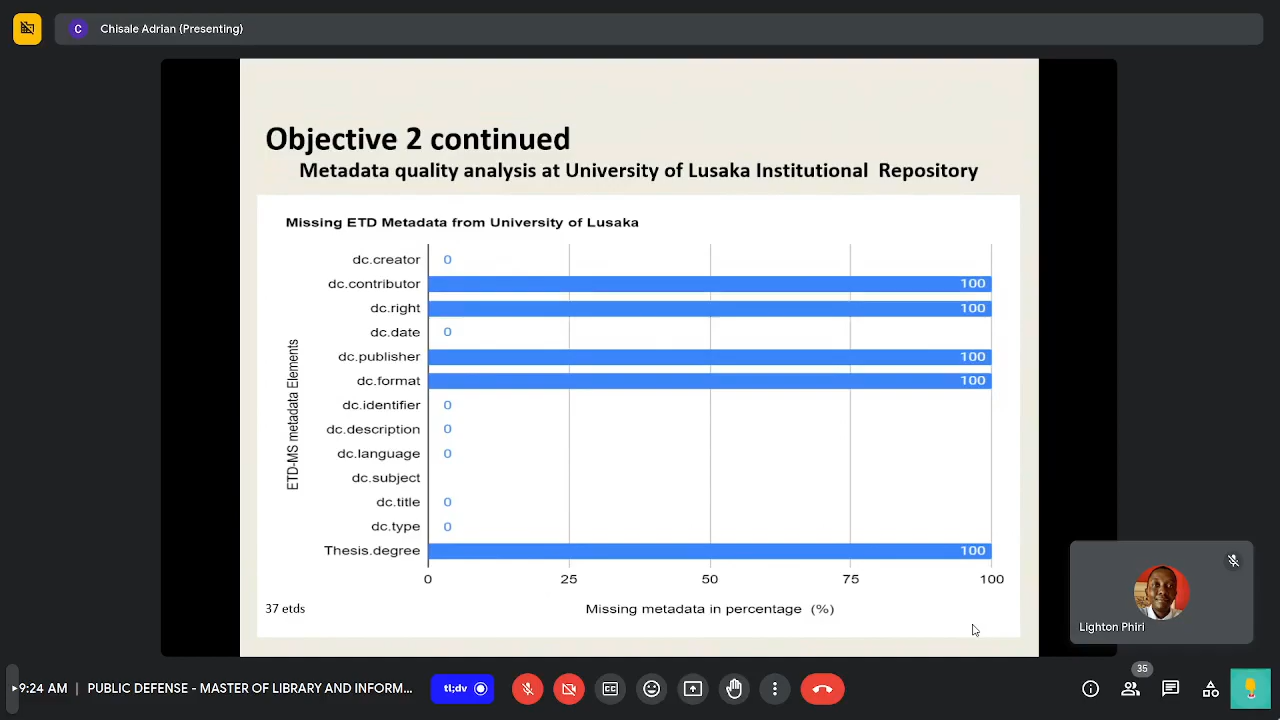 C Chisale Adrian (Presenting)
Objective 2 continued
Metadata quality analysis at University of Lusaka Institutional Repository
Missing ETD Metadata from University of Lusaka
ETD-MS metadata Elements
dc.creator 0
dc.contributor 100
dc.right 100
dc.date 0
dc.publisher 100
dc.format 100
dc.identifier 0
dc.description 0
dc.language 0
dc.subject
dc.title 0
dc.type 0
Thesis.degree 100
0 25 50 75 100
37 etds
Missing metadata in percentage (%)
Lighton Phiri
9:24 AM | PUBLIC DEFENSE - MASTER OF LIBRARY AND INFORM...
tl;dv
35